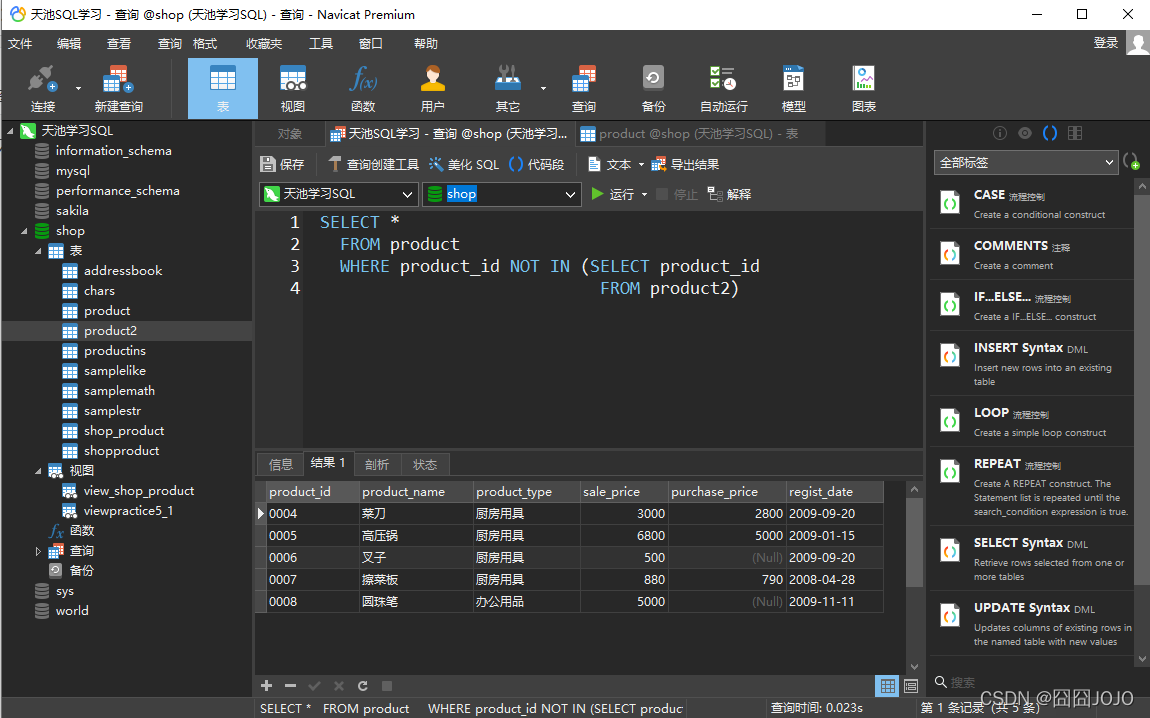 天池SQL学习 - 查询 @shop (天池学习SQL) - 查询 - Navicat Premium
文件 编辑 查看 查询 格式 收藏夹 工具 窗口 帮助 登录
连接 新建查询 表 视图 函数 用户 其它 查询 备份 自动运行 模型 图表
天池学习SQL
information_schema
mysql
performance_schema
sakila
shop
表
addressbook
chars
product
product2
productins
samplelike
samplemath
samplestr
shop_product
shopproduct
视图
view_shop_product
viewpractice5_1
函数
查询
备份
sys
world
对象 天池SQL学习 - 查询 @shop (天池学习... product @shop (天池学习SQL) - 表
保存 查询创建工具 美化 SQL 代码段 文本 导出结果
天池学习SQL shop 运行 停止 解释
1 SELECT *
2 FROM product
3 WHERE product_id NOT IN (SELECT product_id
4 FROM product2)
信息 结果 1 剖析 状态
product_id product_name product_type sale_price purchase_price regist_date
0004 菜刀 厨房用具 3000 2800 2009-09-20
0005 高压锅 厨房用具 6800 5000 2009-01-15
0006 叉子 厨房用具 500 (Null) 2009-09-20
0007 擦菜板 厨房用具 880 790 2008-04-28
0008 圆珠笔 办公用品 5000 (Null) 2009-11-11
SELECT * FROM product WHERE product_id NOT IN (SELECT produc 查询时间: 0.023s 第 1 条记录 (共 5 条)
全部标签
CASE 流程控制
Create a conditional construct
COMMENTS 注释
Create a comment
IF...ELSE... 流程控制
Create a IF...ELSE... construct
INSERT Syntax DML
Insert new rows into an existing
table
LOOP 流程控制
Create a simple loop construct
REPEAT 流程控制
Create A REPEAT construct. The
Statement list is repeated until the
search_condition expression is true.
SELECT Syntax DML
Retrieve rows selected from one or
more tables
UPDATE Syntax DML
Updates columns of existing rows in
the named table with new values
搜索
CSDN @囧囧JOJO